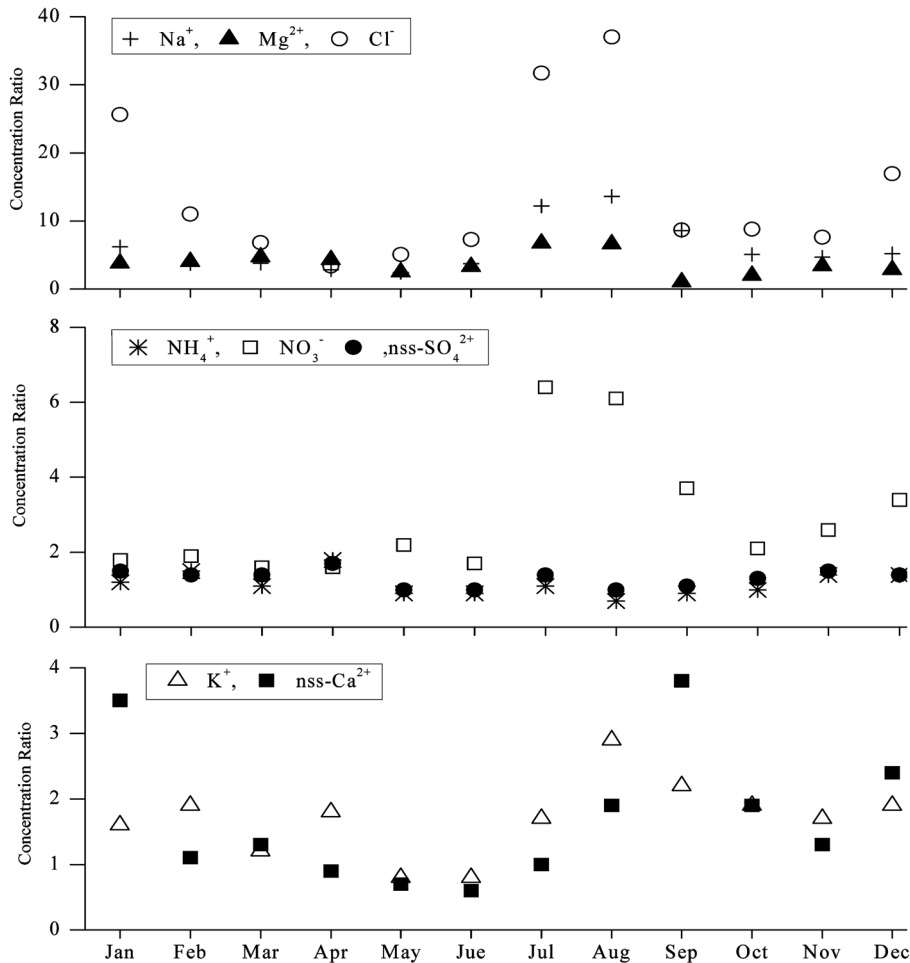 40
30
20
10
0
Concentration Ratio
Na⁺, Mg²⁺, Cl⁻
8
6
4
2
0
Concentration Ratio
NH₄⁺, NO₃⁻ ,nss-SO₄²⁺
4
3
2
1
0
Concentration Ratio
K⁺, nss-Ca²⁺
Jan Feb Mar Apr May Jue Jul Aug Sep Oct Nov Dec